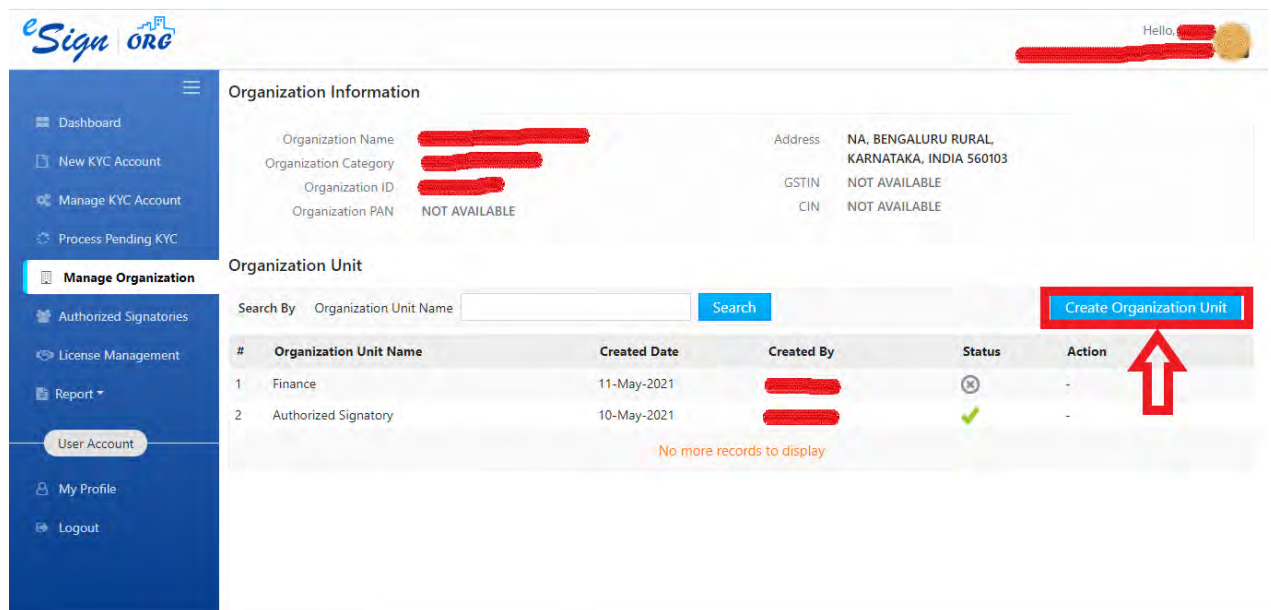 eSign ORG
Hello,
Dashboard
New KYC Account
Manage KYC Account
Process Pending KYC
Manage Organization
Authorized Signatories
License Management
Report
User Account
My Profile
Logout
Organization Information
Organization Name
Organization Category
Organization ID
Organization PAN NOT AVAILABLE
Address NA, BENGALURU RURAL,
KARNATAKA, INDIA 560103
GSTIN NOT AVAILABLE
CIN NOT AVAILABLE
Organization Unit
Search By Organization Unit Name Search Create Organization Unit
# Organization Unit Name Created Date Created By Status Action
1 Finance 11-May-2021 -
2 Authorized Signatory 10-May-2021 -
No more records to display